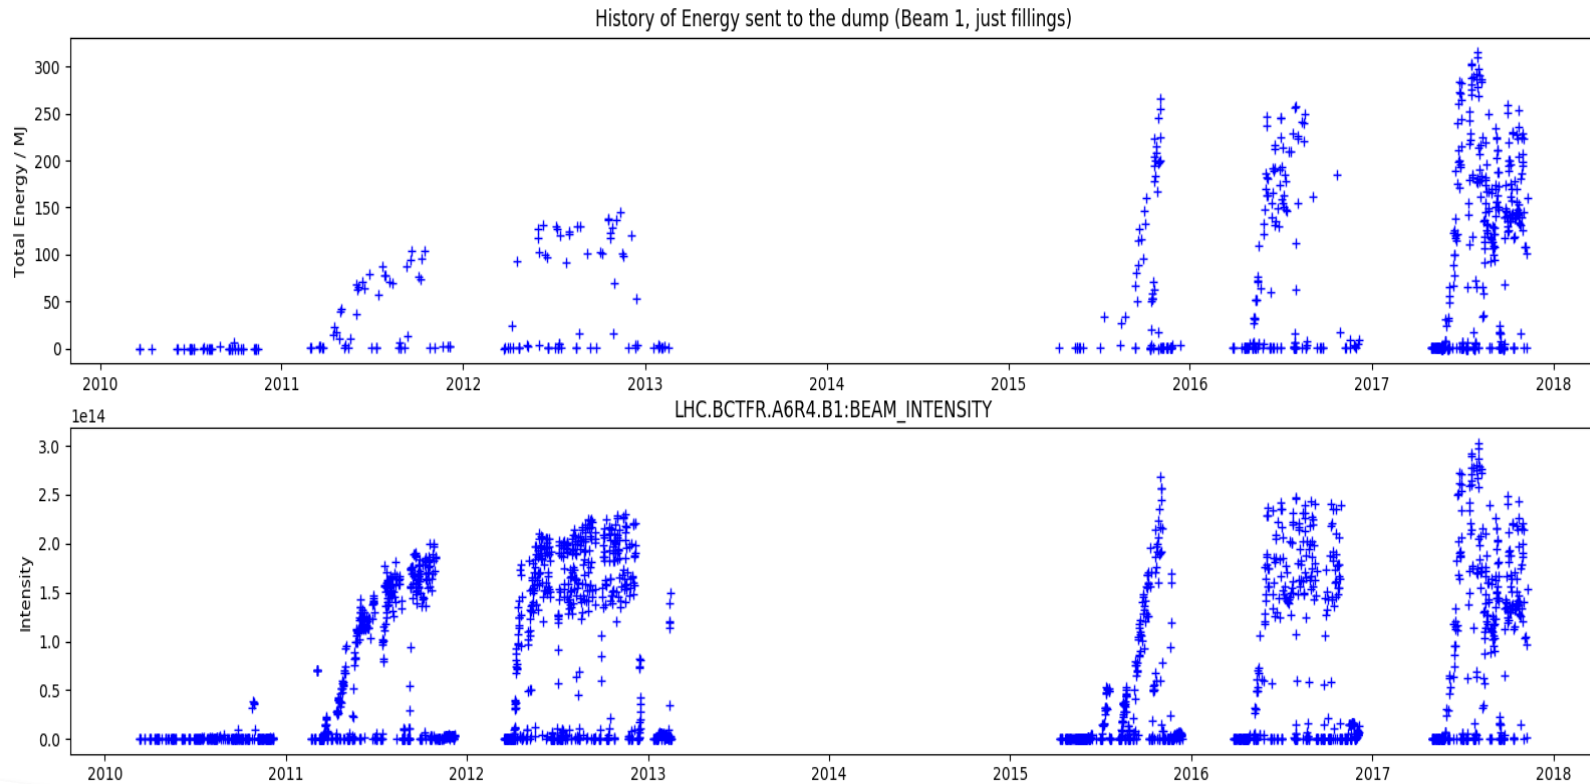 History of Energy sent to the dump (Beam 1, just fillings)
Total Energy / MJ
300
250
200
150
100
50
0
2010 2011 2012 2013 2014 2015 2016 2017 2018
LHC.BCTFR.A6R4.B1:BEAM_INTENSITY
1e14
Intensity
3.0
2.5
2.0
1.5
1.0
0.5
0.0
2010 2011 2012 2013 2014 2015 2016 2017 2018